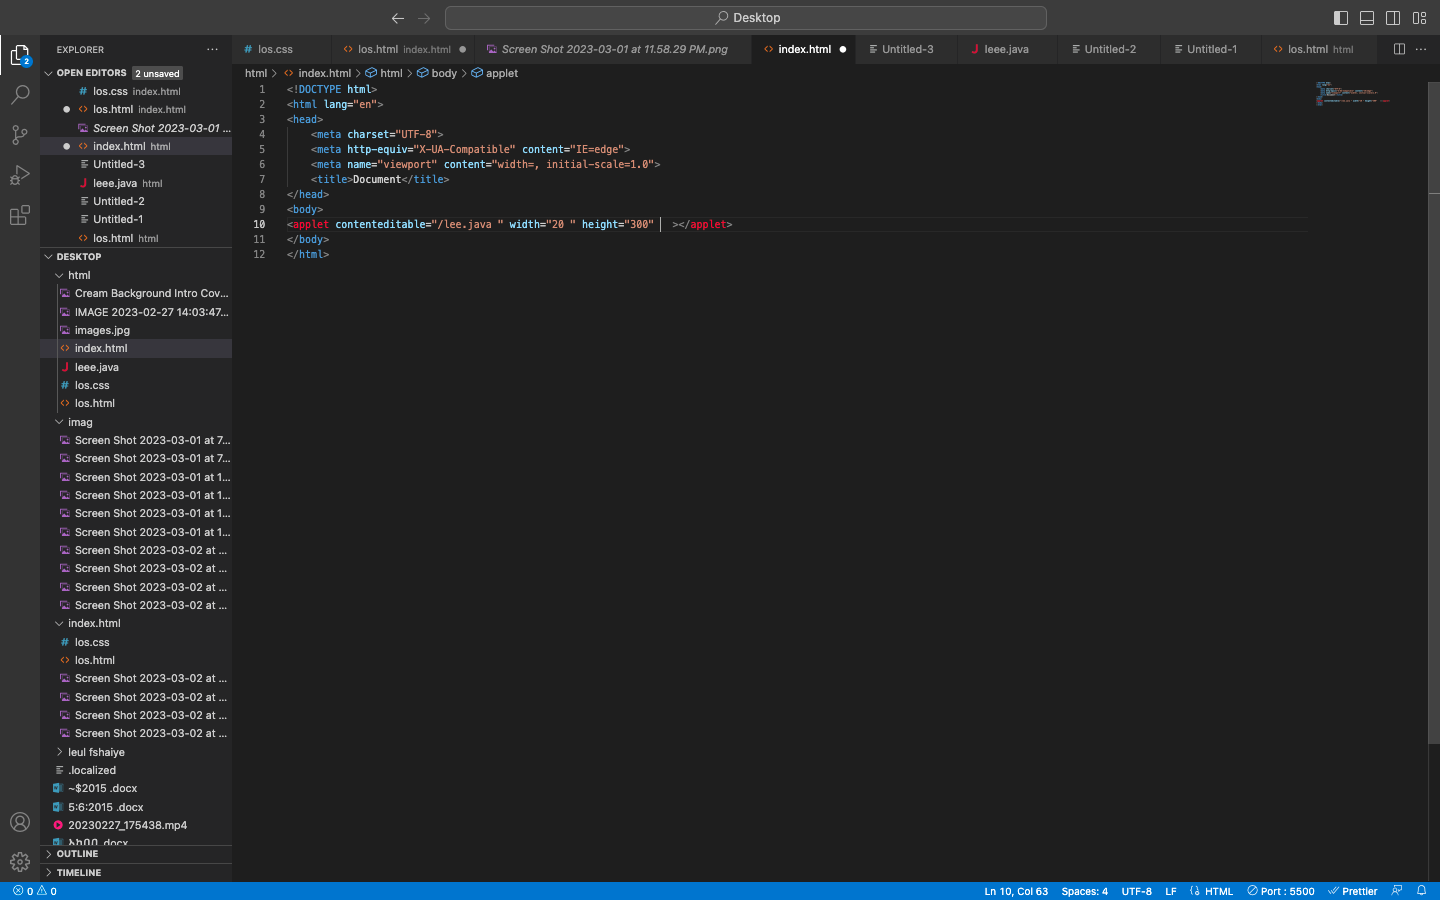 Desktop
EXPLORER
los.css
los.html index.html
Screen Shot 2023-03-01 at 11.58.29 PM.png
index.html
Untitled-3
leee.java
Untitled-2
Untitled-1
los.html html
OPEN EDITORS 2 unsaved
los.css index.html
los.html index.html
Screen Shot 2023-03-01 ...
index.html html
Untitled-3
leee.java html
Untitled-2
Untitled-1
los.html html
DESKTOP
html
Cream Background Intro Cov...
IMAGE 2023-02-27 14:03:47...
images.jpg
index.html
leee.java
los.css
los.html
imag
Screen Shot 2023-03-01 at 7...
Screen Shot 2023-03-01 at 7...
Screen Shot 2023-03-01 at 1...
Screen Shot 2023-03-01 at 1...
Screen Shot 2023-03-01 at 1...
Screen Shot 2023-03-01 at 1...
Screen Shot 2023-03-02 at ...
Screen Shot 2023-03-02 at ...
Screen Shot 2023-03-02 at ...
Screen Shot 2023-03-02 at ...
index.html
los.css
los.html
Screen Shot 2023-03-02 at ...
Screen Shot 2023-03-02 at ...
Screen Shot 2023-03-02 at ...
Screen Shot 2023-03-02 at ...
leul fshaiye
.localized
~$2015 .docx
5:6:2015 .docx
20230227_175438.mp4
.docx
OUTLINE
TIMELINE
html > index.html > html > body > applet
1 <!DOCTYPE html>
2 <html lang="en">
3 <head>
4 <meta charset="UTF-8">
5 <meta http-equiv="X-UA-Compatible" content="IE=edge">
6 <meta name="viewport" content="width=, initial-scale=1.0">
7 <title>Document</title>
8 </head>
9 <body>
10 <applet contenteditable="/lee.java " width="20 " height="300" ></applet>
11 </body>
12 </html>
2
0 0
Ln 10, Col 63 Spaces: 4 UTF-8 LF HTML Port : 5500 Prettier